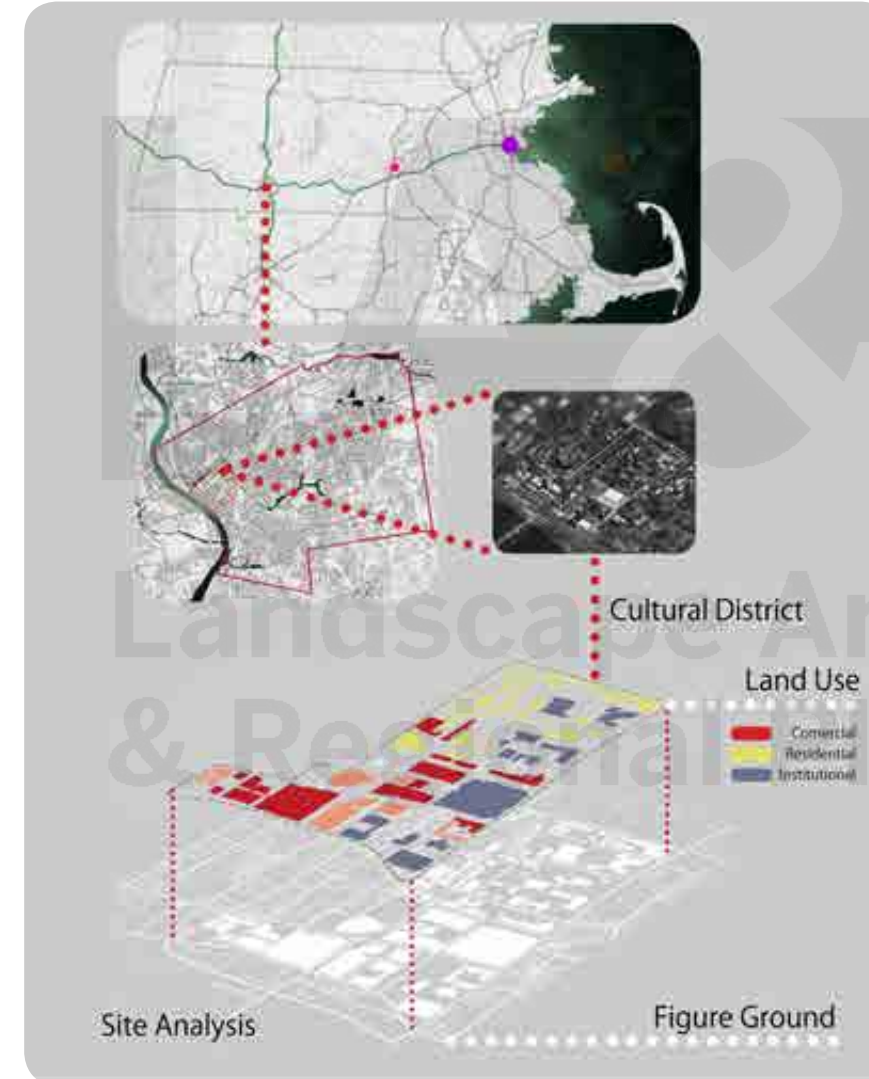 &
Landscape Ar
& Regional
Cultural District
Land Use
Comercial
Residential
Institutional
Site Analysis
Figure Ground